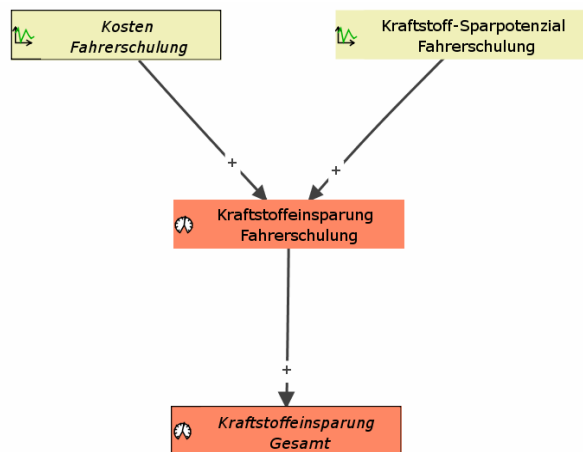 Kosten
Fahrerschulung
Kraftstoff-Sparpotenzial
Fahrerschulung
+
+
Kraftstoffeinsparung
Fahrerschulung
+
Kraftstoffeinsparung
Gesamt